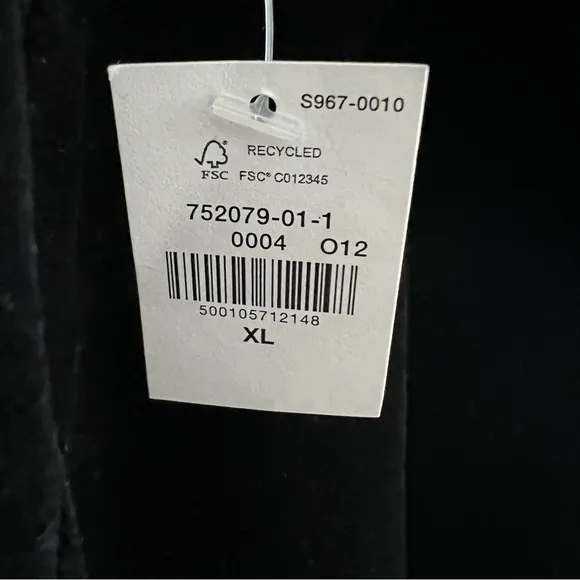 S967-0010
RECYCLED
FSC FSC® C012345
752079-01-1
0004 O12
500105712148
XL